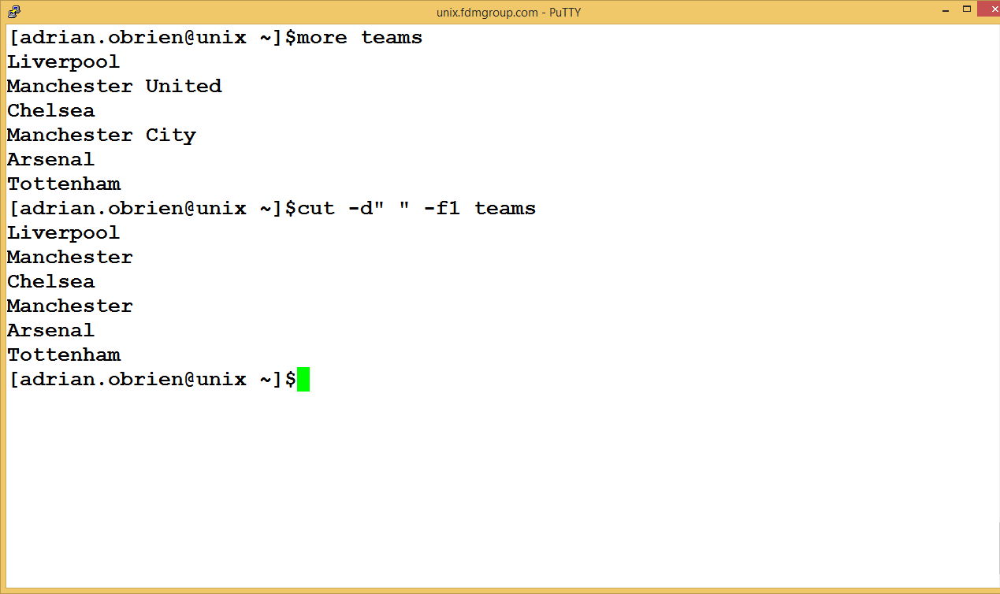 unix.fdmgroup.com - PuTTY
[adrian.obrien@unix ~]$more teams
Liverpool
Manchester United
Chelsea
Manchester City
Arsenal
Tottenham
[adrian.obrien@unix ~]$cut -d" " -f1 teams
Liverpool
Manchester
Chelsea
Manchester
Arsenal
Tottenham
[adrian.obrien@unix ~]$